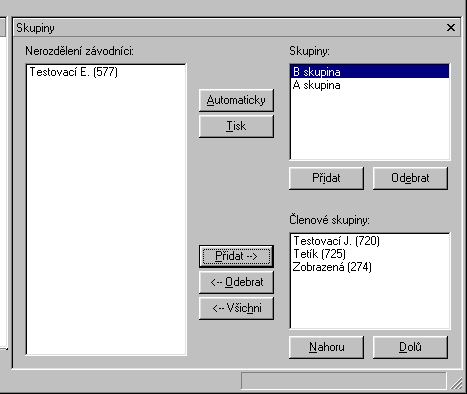 Skupiny
Nerozdělení závodníci:
Testovací E. (577)
Automaticky
Tisk
Přidat -->
<-- Odebrat
<-- Všichni
Skupiny:
B skupina
A skupina
Přidat
Odebrat
Členové skupiny:
Testovací J. (720)
Tetík (725)
Zobrazená (274)
Nahoru
Dolů